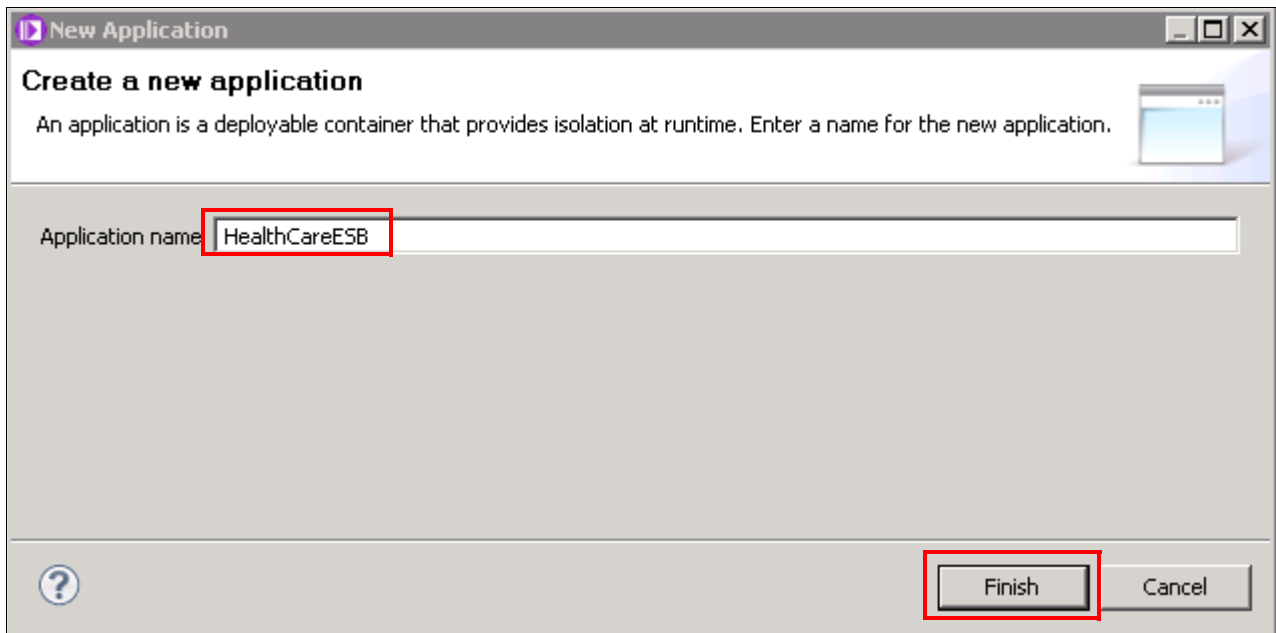 New Application
Create a new application
An application is a deployable container that provides isolation at runtime. Enter a name for the new application.
Application name HealthCareESB
? Finish Cancel